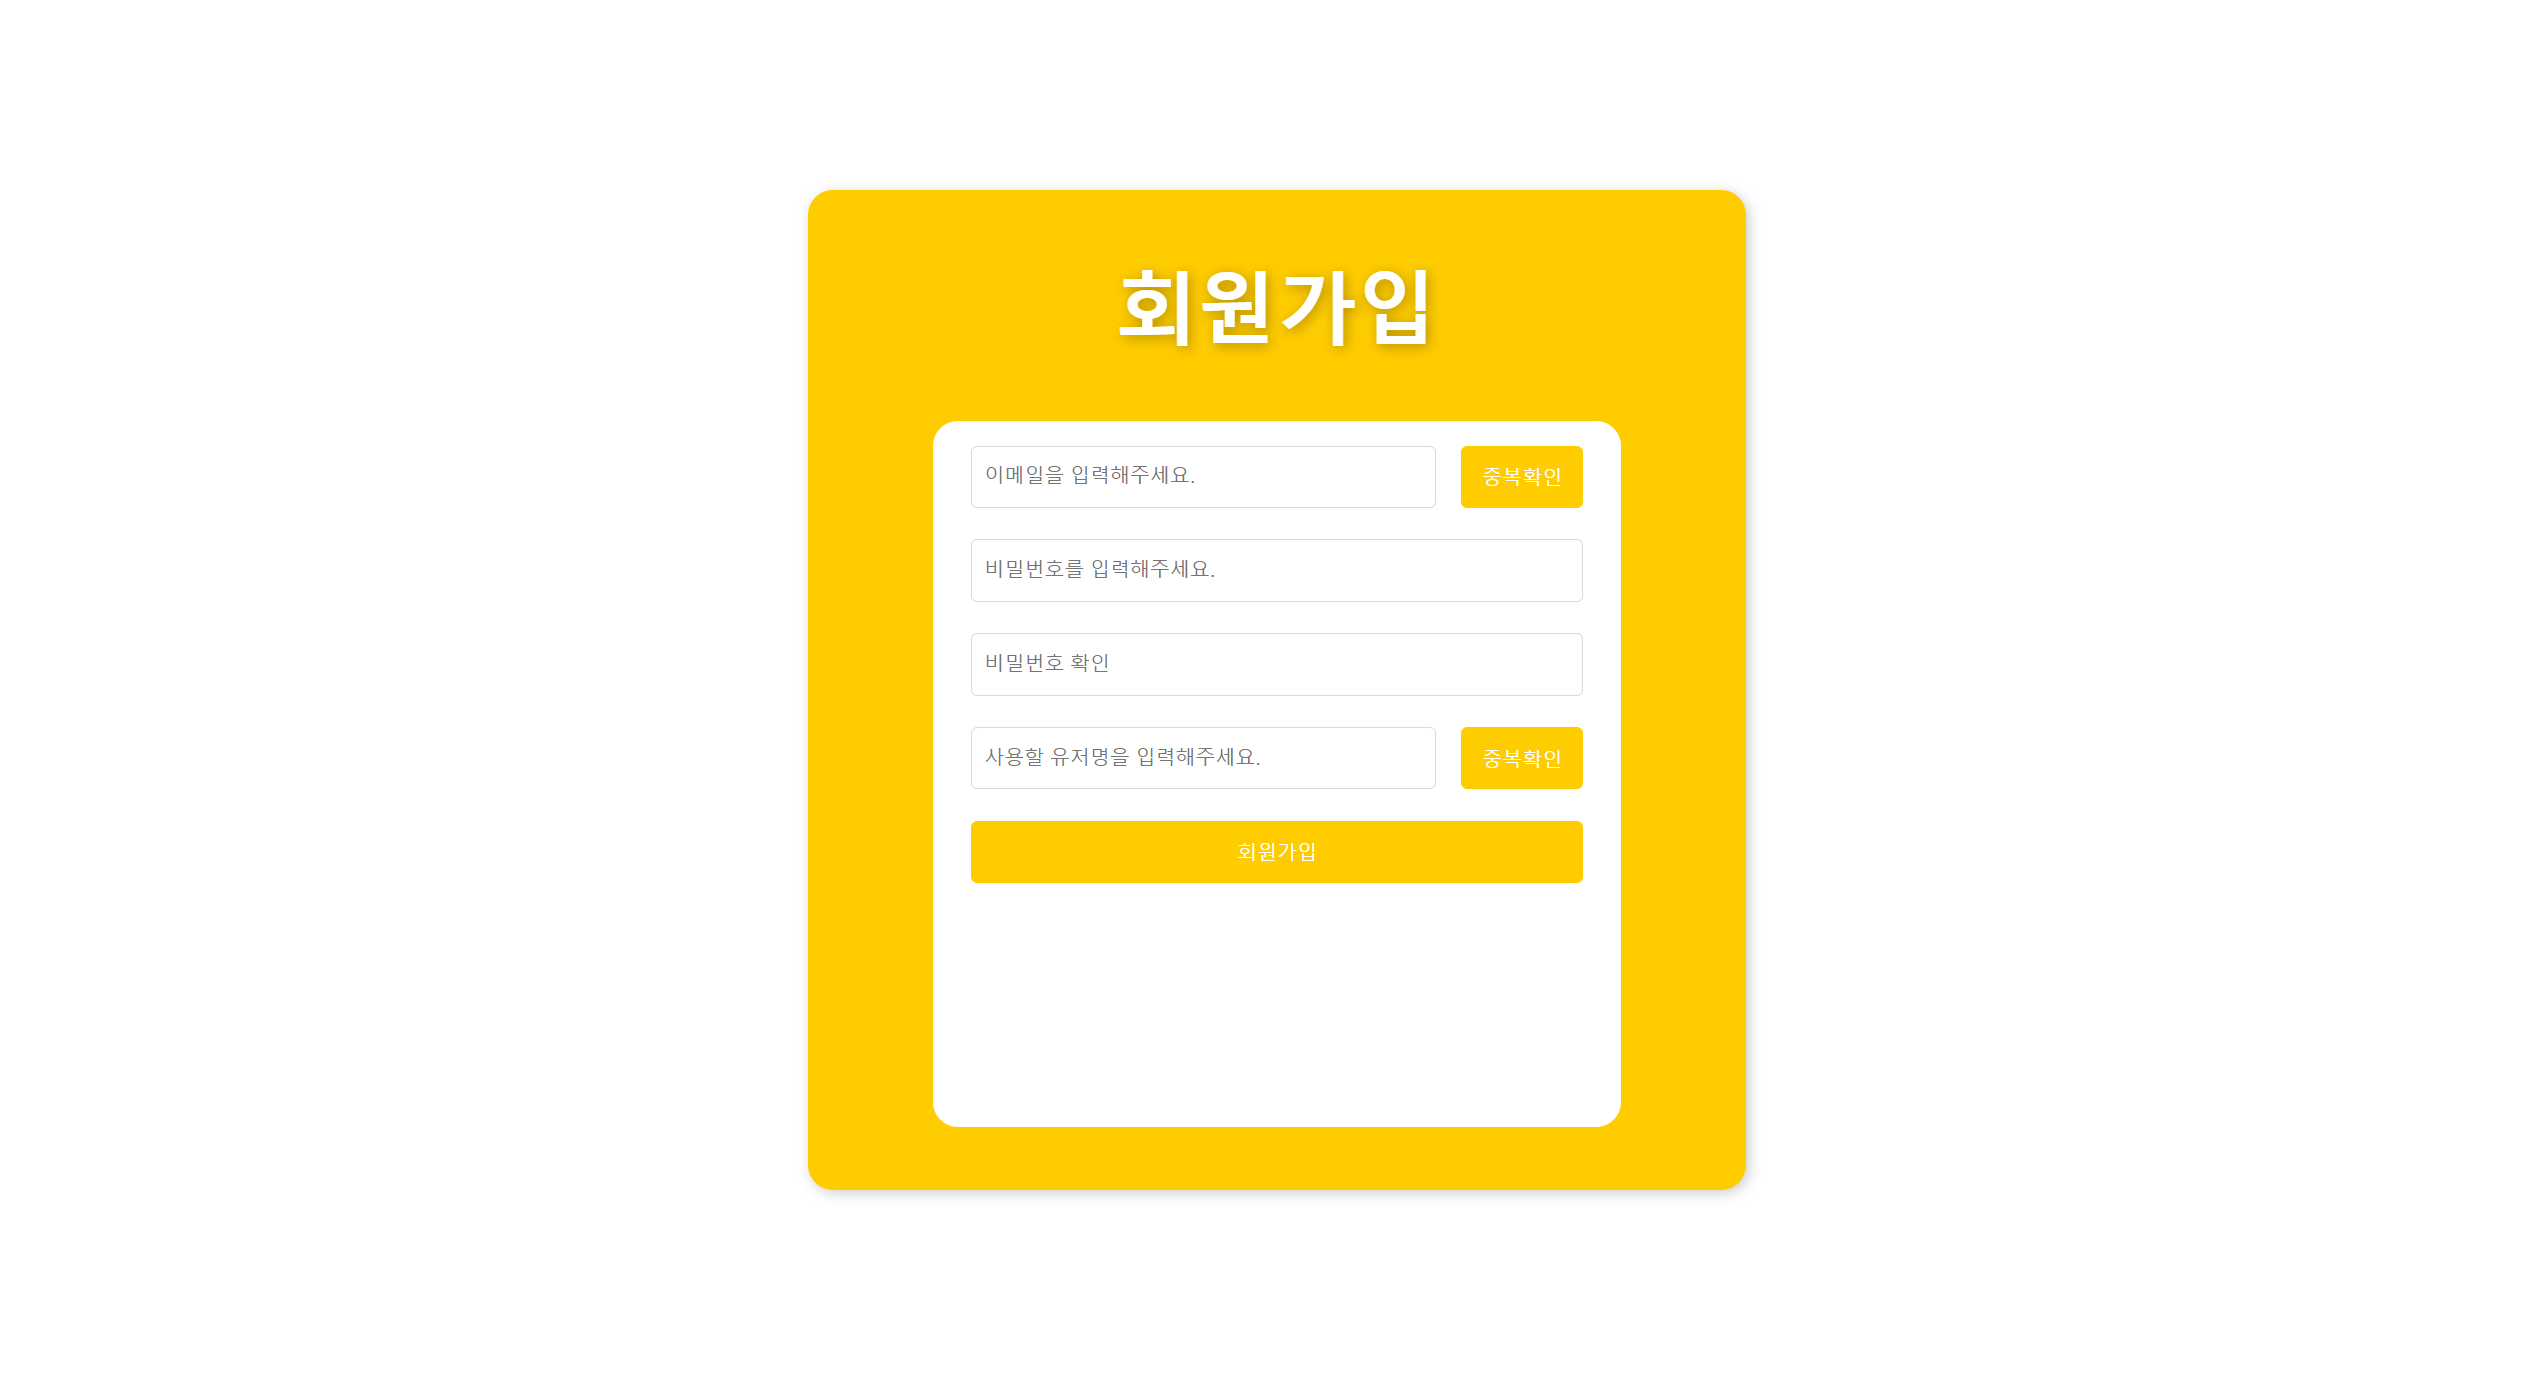 회원가입
이메일을 입력해주세요. 중복확인
비밀번호를 입력해주세요.
비밀번호 확인
사용할 유저명을 입력해주세요. 중복확인
회원가입